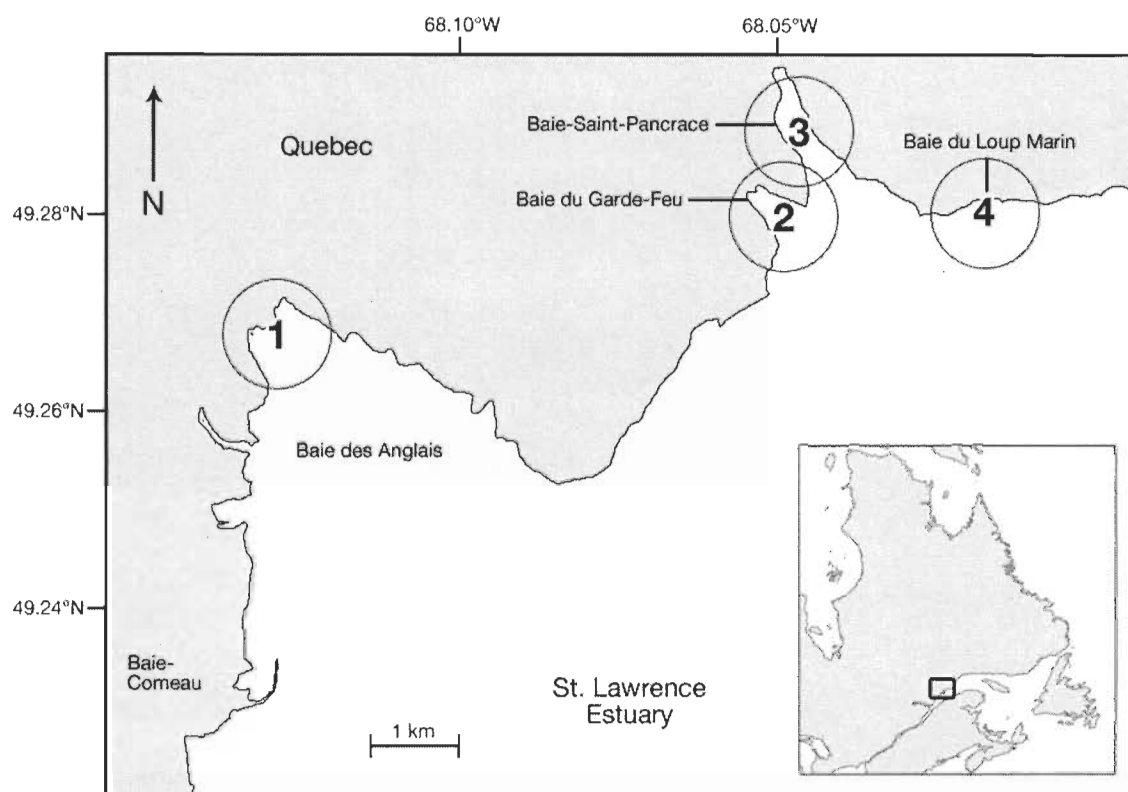 68.10°W
68.05°W
Quebec
N
Baie-Saint-Pancrace
3
Baie du Loup Marin
Baie du Garde-Feu
49.28°N
2
4
1
49.26°N
Baie des Anglais
49.24°N
Baie-
Comeau
St. Lawrence
Estuary
1 km